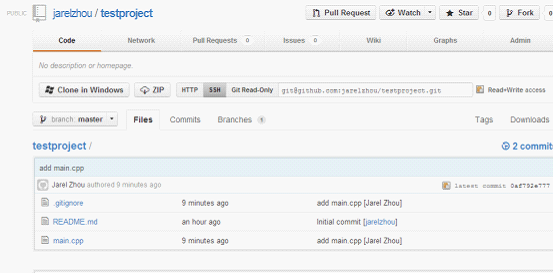 PUBLIC jarelzhou / testproject Pull Request Watch Star 0 Fork 0
Code Network Pull Requests 0 Issues 0 Wiki Graphs Admin
No description or homepage.
Clone in Windows ZIP HTTP SSH Git Read-Only git@github.com:jarelzhou/testproject.git Read+Write access
branch: master Files Commits Branches 1 Tags Downloads
testproject / 2 commits
add main.cpp
Jarel Zhou authored 9 minutes ago latest commit 0af792e777
.gitignore 9 minutes ago add main.cpp [Jarel Zhou]
README.md an hour ago Initial commit [jarelzhou]
main.cpp 9 minutes ago add main.cpp [Jarel Zhou]